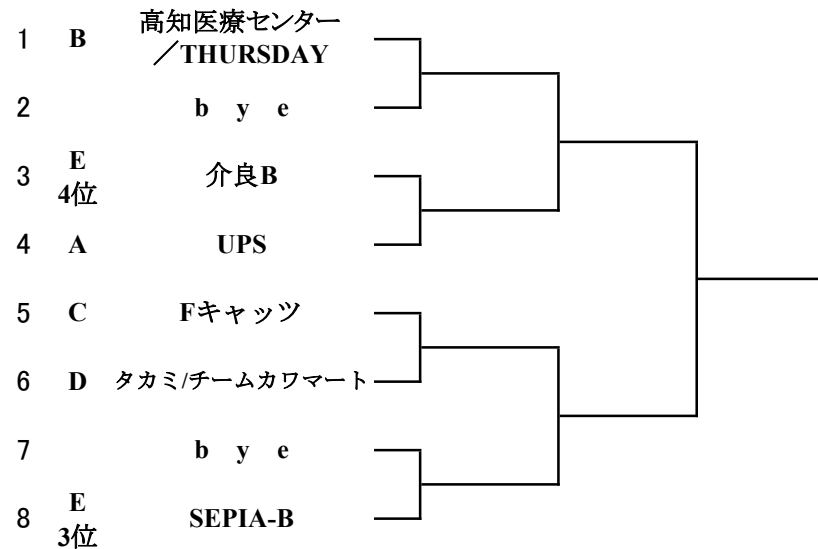 1 B 高知医療センター
／THURSDAY
2 b y e
3 E 4位 介良B
4 A UPS
5 C Fキャッツ
6 D タカミ/チームカワマート
7 b y e
8 E 3位 SEPIA-B